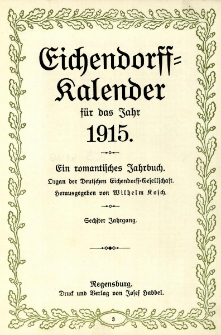 Eichendorff=
Kalender
für das Jahr
1915.
Ein romantisches Jahrbuch.
Organ der Deutschen Eichendorff-Gesellschaft.
Herausgegeben von Wilhelm Kosch.
Sechster Jahrgang.
Regensburg.
Druck und Verlag von Josef Habbel.